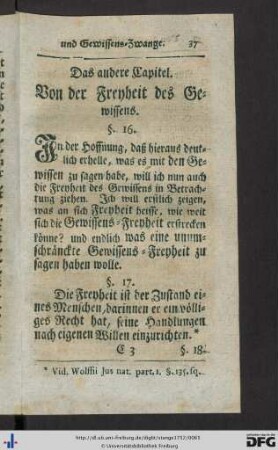 und Gewissens-Zwange. 37
Das andere Capitel.
Von der Freyheit des Ge-
wissens.
§. 16.
In der Hoffnung, daß hieraus deut-
lich erhelle, was es mit den Ge-
wissen zu sagen habe, will ich nun auch
die Freyheit des Gewissens in Betrach-
tung ziehen. Ich will erstlich zeigen,
was an sich Freyheit heisse, wie weit
sich die Gewissens-Freyheit erstrecken
könne? und endlich was eine unum-
schränckte Gewissens-Freyheit zu
sagen haben wolle.
§. 17.
Die Freyheit ist der Zustand ei-
nes Menschen, darinnen er ein völli-
ges Recht hat, seine Handlungen
nach eigenen Willen einzurichten. *
C 3 §. 18.
* Vid. Wolffii Jus nat. part. 1. §. 135. sq.
http://dl.ub.uni-freiburg.de/diglit/stange1752/0083
© Universitätsbibliothek Freiburg
DFG